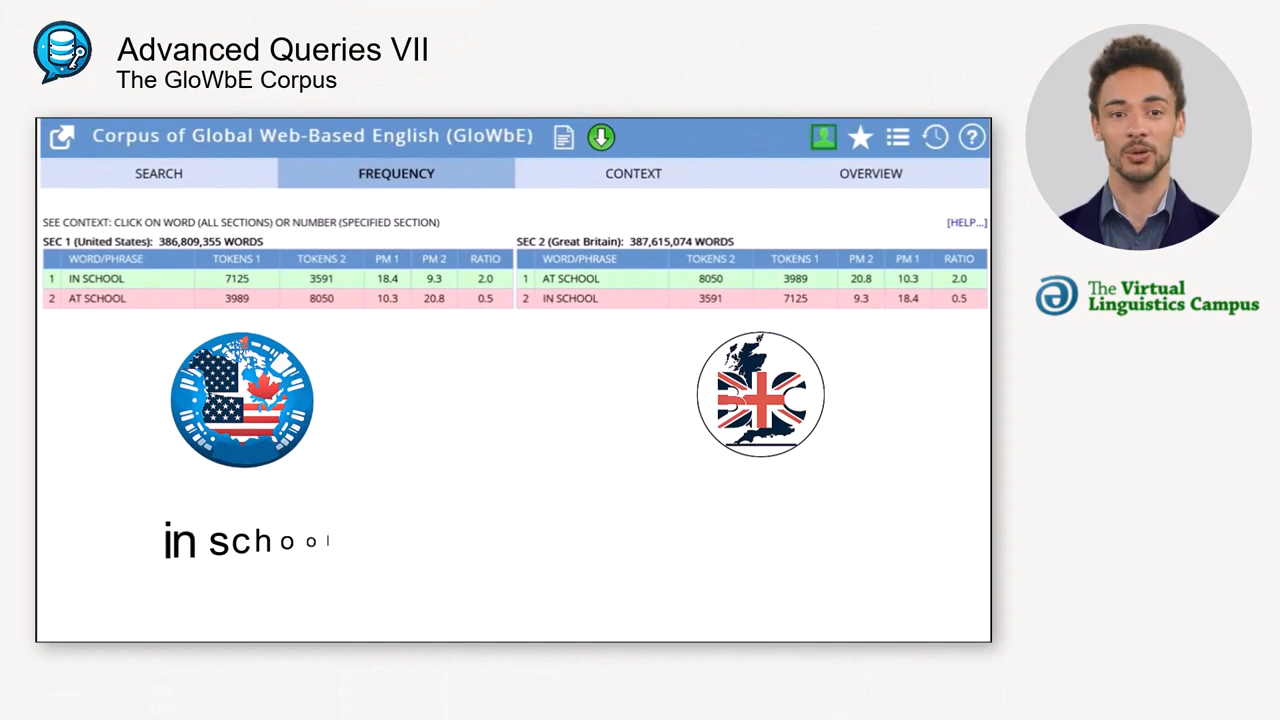 Advanced Queries VII
The GloWbE Corpus
Corpus of Global Web-Based English (GloWbE)
SEARCH FREQUENCY CONTEXT OVERVIEW
SEE CONTEXT: CLICK ON WORD (ALL SECTIONS) OR NUMBER (SPECIFIED SECTION) [HELP...]
SEC 1 (United States): 386,809,355 WORDS
WORD/PHRASE TOKENS 1 TOKENS 2 PM 1 PM 2 RATIO
1 IN SCHOOL 7125 3591 18.4 9.3 2.0
2 AT SCHOOL 3989 8050 10.3 20.8 0.5
SEC 2 (Great Britain): 387,615,074 WORDS
WORD/PHRASE TOKENS 2 TOKENS 1 PM 2 PM 1 RATIO
1 AT SCHOOL 8050 3989 20.8 10.3 2.0
2 IN SCHOOL 3591 7125 9.3 18.4 0.5
in school
The Virtual
Linguistics Campus